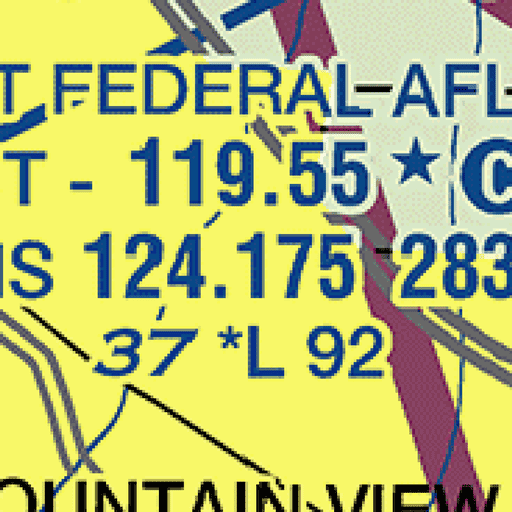 T FEDERAL-AFL
T - 119.55 ★ C
IS 124.175 283
37 *L 92
OUNTAIN VIEW